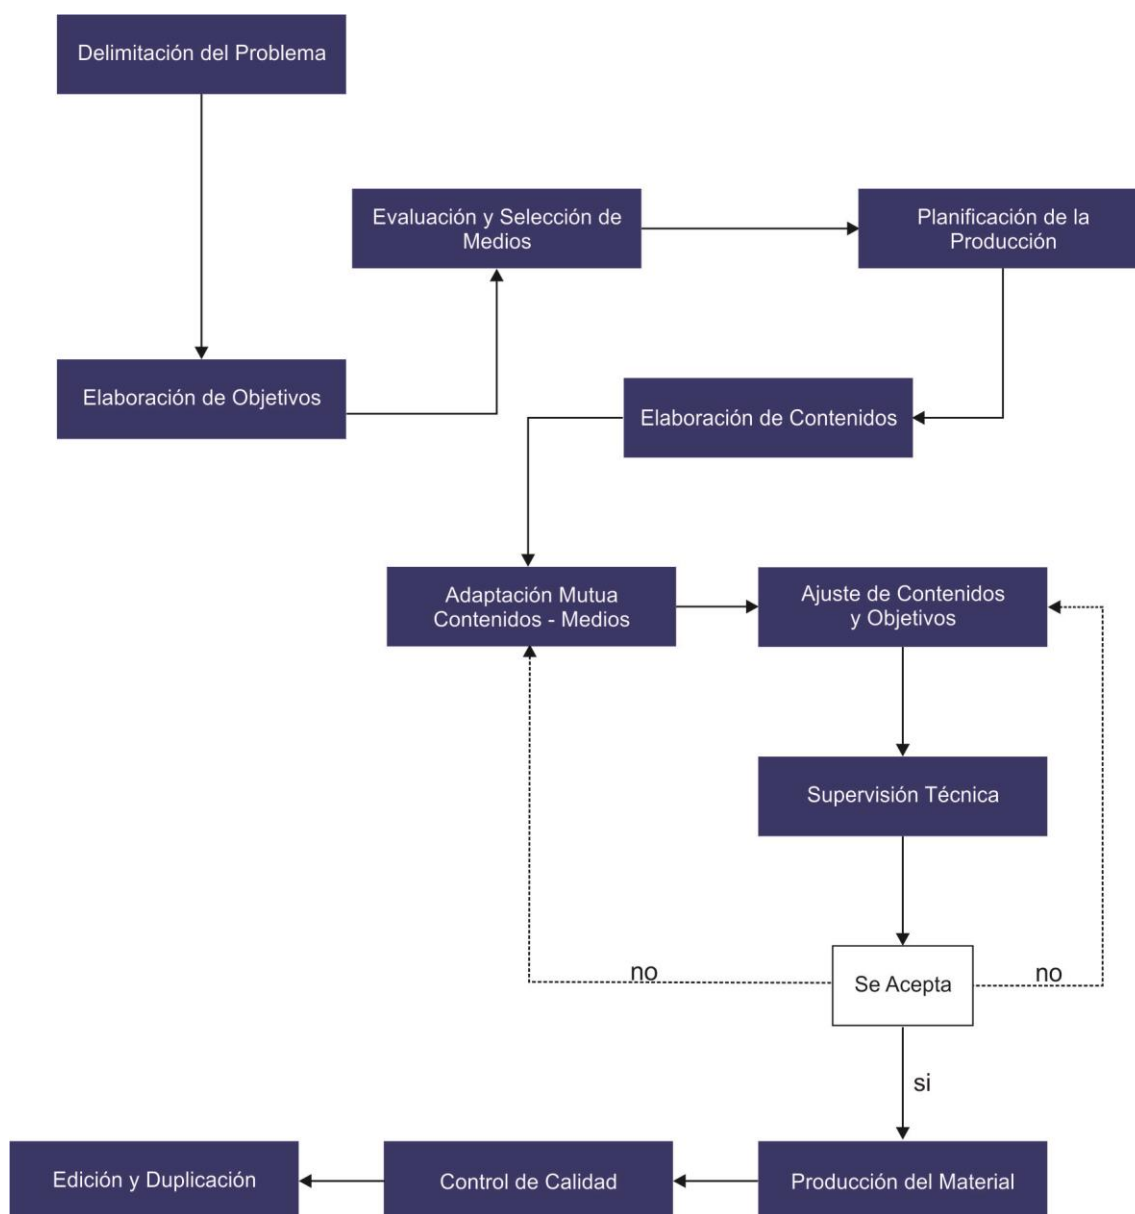 Delimitación del Problema
Evaluación y Selección de
Medios
Planificación de la
Producción
Elaboración de Objetivos
Elaboración de Contenidos
Adaptación Mutua
Contenidos - Medios
Ajuste de Contenidos
y Objetivos
Supervisión Técnica
no
Se Acepta
no
si
Edición y Duplicación
Control de Calidad
Producción del Material